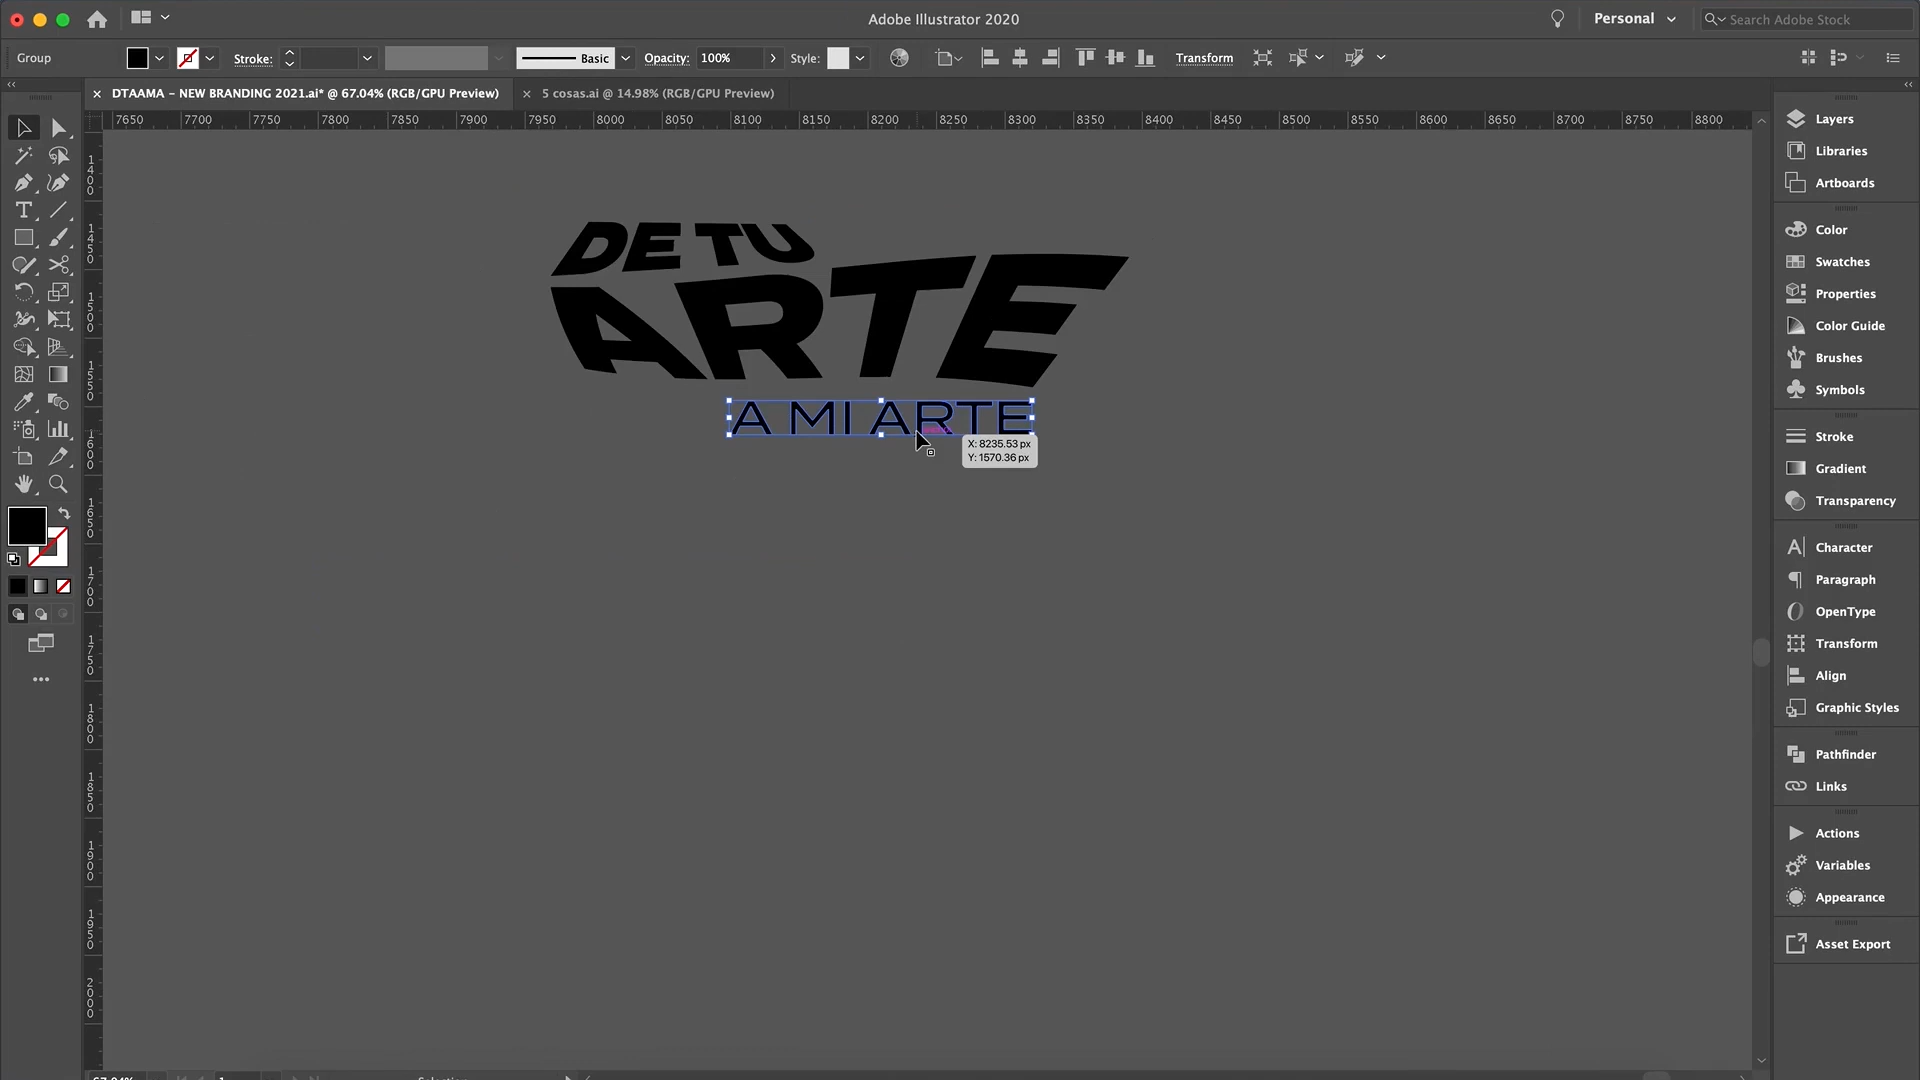 Adobe Illustrator 2020
Personal
Search Adobe Stock
Group
Stroke:
Basic
Opacity:
100%
Style:
Transform
DTAAMA - NEW BRANDING 2021.ai* @ 67.04% (RGB/GPU Preview)
5 cosas.ai @ 14.98% (RGB/GPU Preview)
7650 7700 7750 7800 7850 7900 7950 8000 8050 8100 8150 8200 8250 8300 8350 8400 8450 8500 8550 8600 8650 8700 8750 8800
1400
1450
1500
1550
1600
1650
1700
1750
1800
1850
1900
1950
2000
DE TU
ARTE
A MI ARTE
X: 8235.53 px
Y: 1570.36 px
Layers
Libraries
Artboards
Color
Swatches
Properties
Color Guide
Brushes
Symbols
Stroke
Gradient
Transparency
Character
Paragraph
OpenType
Transform
Align
Graphic Styles
Pathfinder
Links
Actions
Variables
Appearance
Asset Export